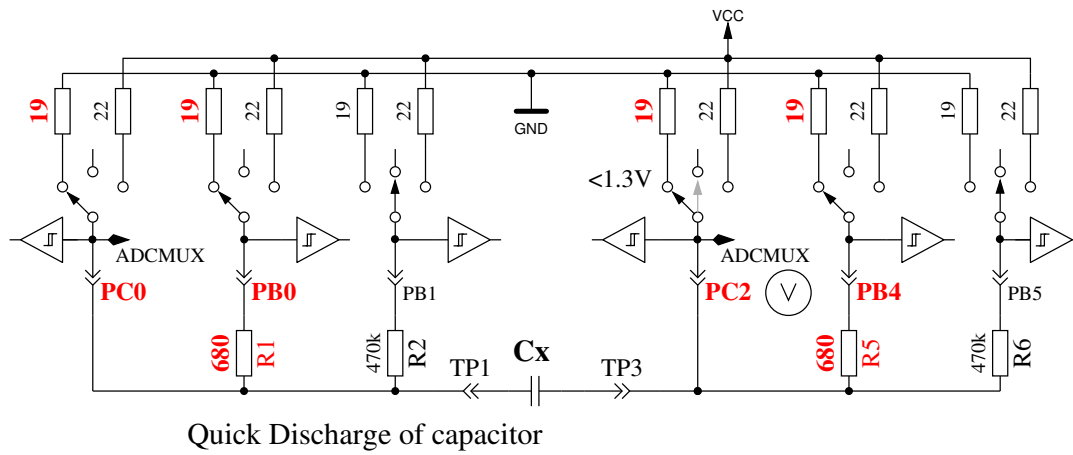 VCC
19
22
19
22
19
22
GND
19
22
19
22
19
22
<1.3V
ADCMUX
ADCMUX
PC0
PB0
PB1
PC2
V
PB4
PB5
680
R1
470k
R2
TP1
Cx
TP3
680
R5
470k
R6
Quick Discharge of capacitor